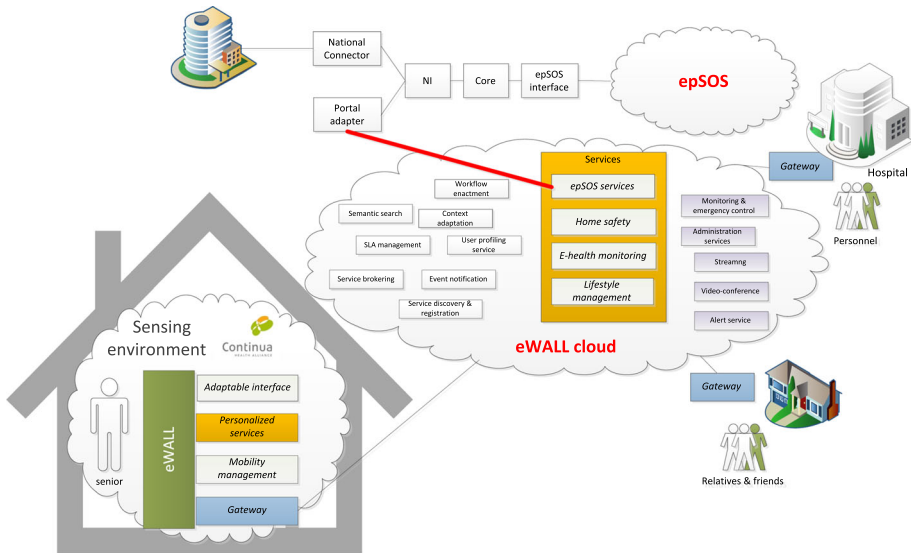 National
Connector
NI
Core
epSOS
interface
epSOS
Portal
adapter
Services
Gateway
Hospital
Workflow
enactment
epSOS services
Monitoring &
emergency control
Personnel
Semantic search
Context
adaptation
Home safety
Administration
services
SLA management
User profiling
service
E-health monitoring
Streamng
Service brokering
Event notification
Lifestyle
management
Video-conference
Service discovery &
registration
Alert service
eWALL cloud
Sensing
environment
Continua
HEALTH ALLIANCE
Gateway
Adaptable interface
Personalized
services
eWALL
Mobility
management
senior
Relatives & friends
Gateway